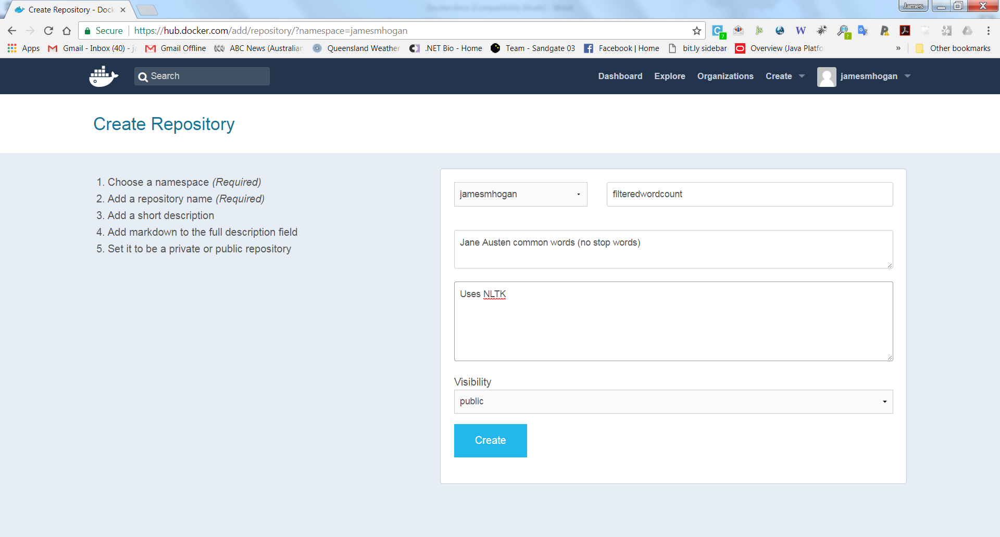 Create Repository - Dock
James
Secure https://hub.docker.com/add/repository/?namespace=jamesmhogan
Apps Gmail - Inbox (40) - ja Gmail Offline ABC News (Australian Queensland Weather .NET Bio - Home Team - Sandgate 03 Facebook | Home bit.ly sidebar Overview (Java Platfo » Other bookmarks
Search Dashboard Explore Organizations Create jamesmhogan
Create Repository
1. Choose a namespace (Required)
2. Add a repository name (Required)
3. Add a short description
4. Add markdown to the full description field
5. Set it to be a private or public repository
jamesmhogan filteredwordcount
Jane Austen common words (no stop words)
Uses NLTK
Visibility
public
Create